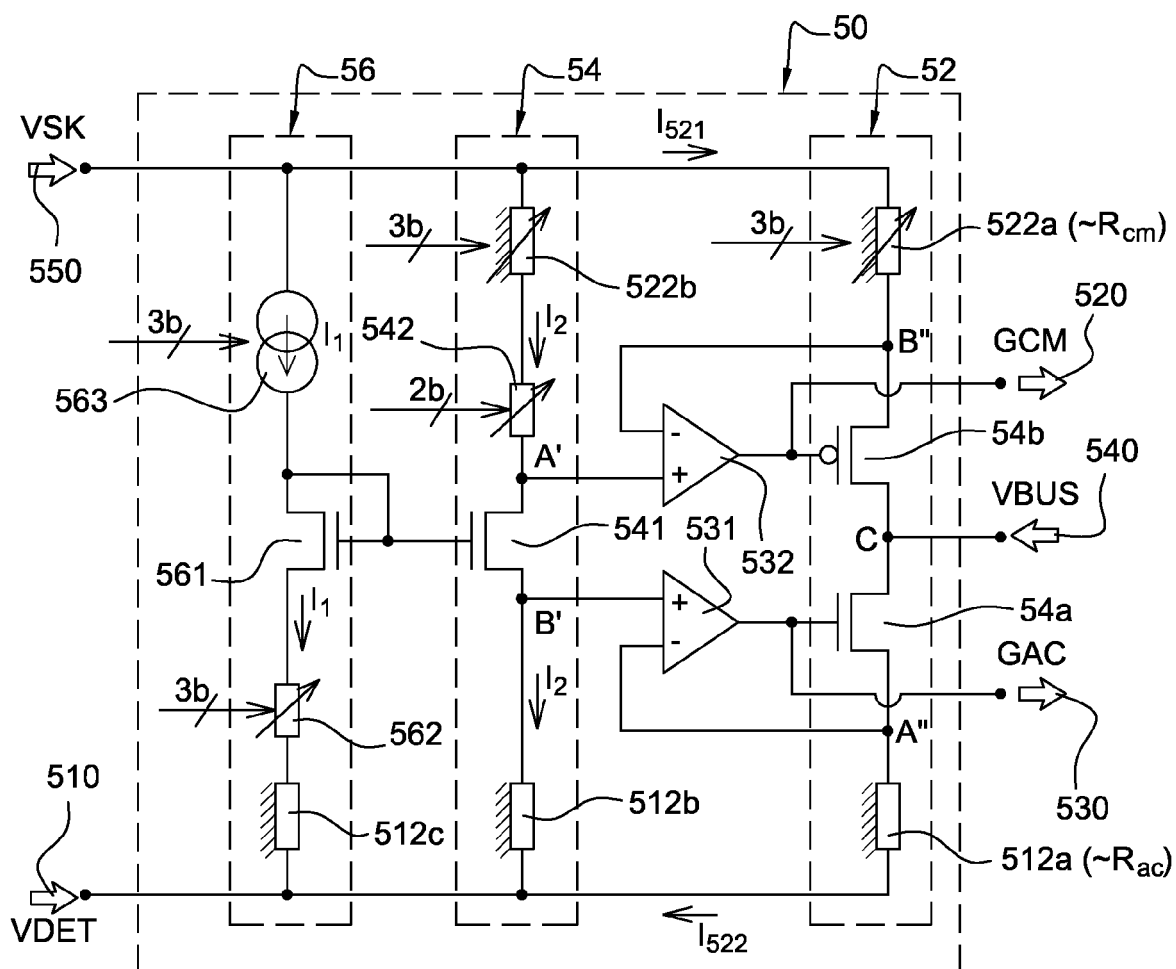 50
56
54
52
VSK
I521
550
3b
3b
522a (~Rcm)
522b
520
3b
I1
542
I2
B"
GCM
563
2b
A'
54b
540
VBUS
-
+
532
541
531
C
561
I1
B'
+
-
54a
GAC
3b
I2
A"
562
530
510
512c
512b
512a (~Rac)
VDET
I522